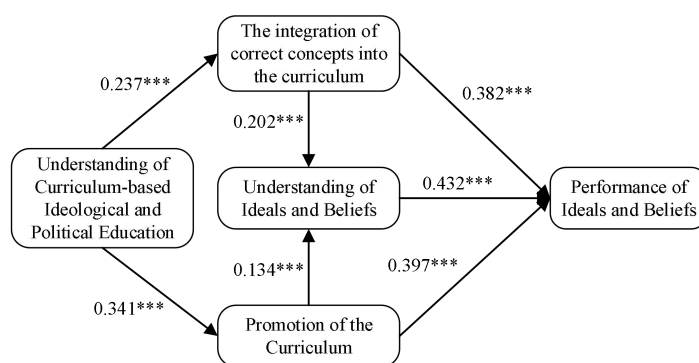 The integration of
correct concepts into
the curriculum
0.237***
0.382***
0.202***
Understanding of
Curriculum-based
Ideological and
Political Education
Understanding of
Ideals and Beliefs
0.432***
Performance of
Ideals and Beliefs
0.134***
0.397***
0.341***
Promotion of the
Curriculum